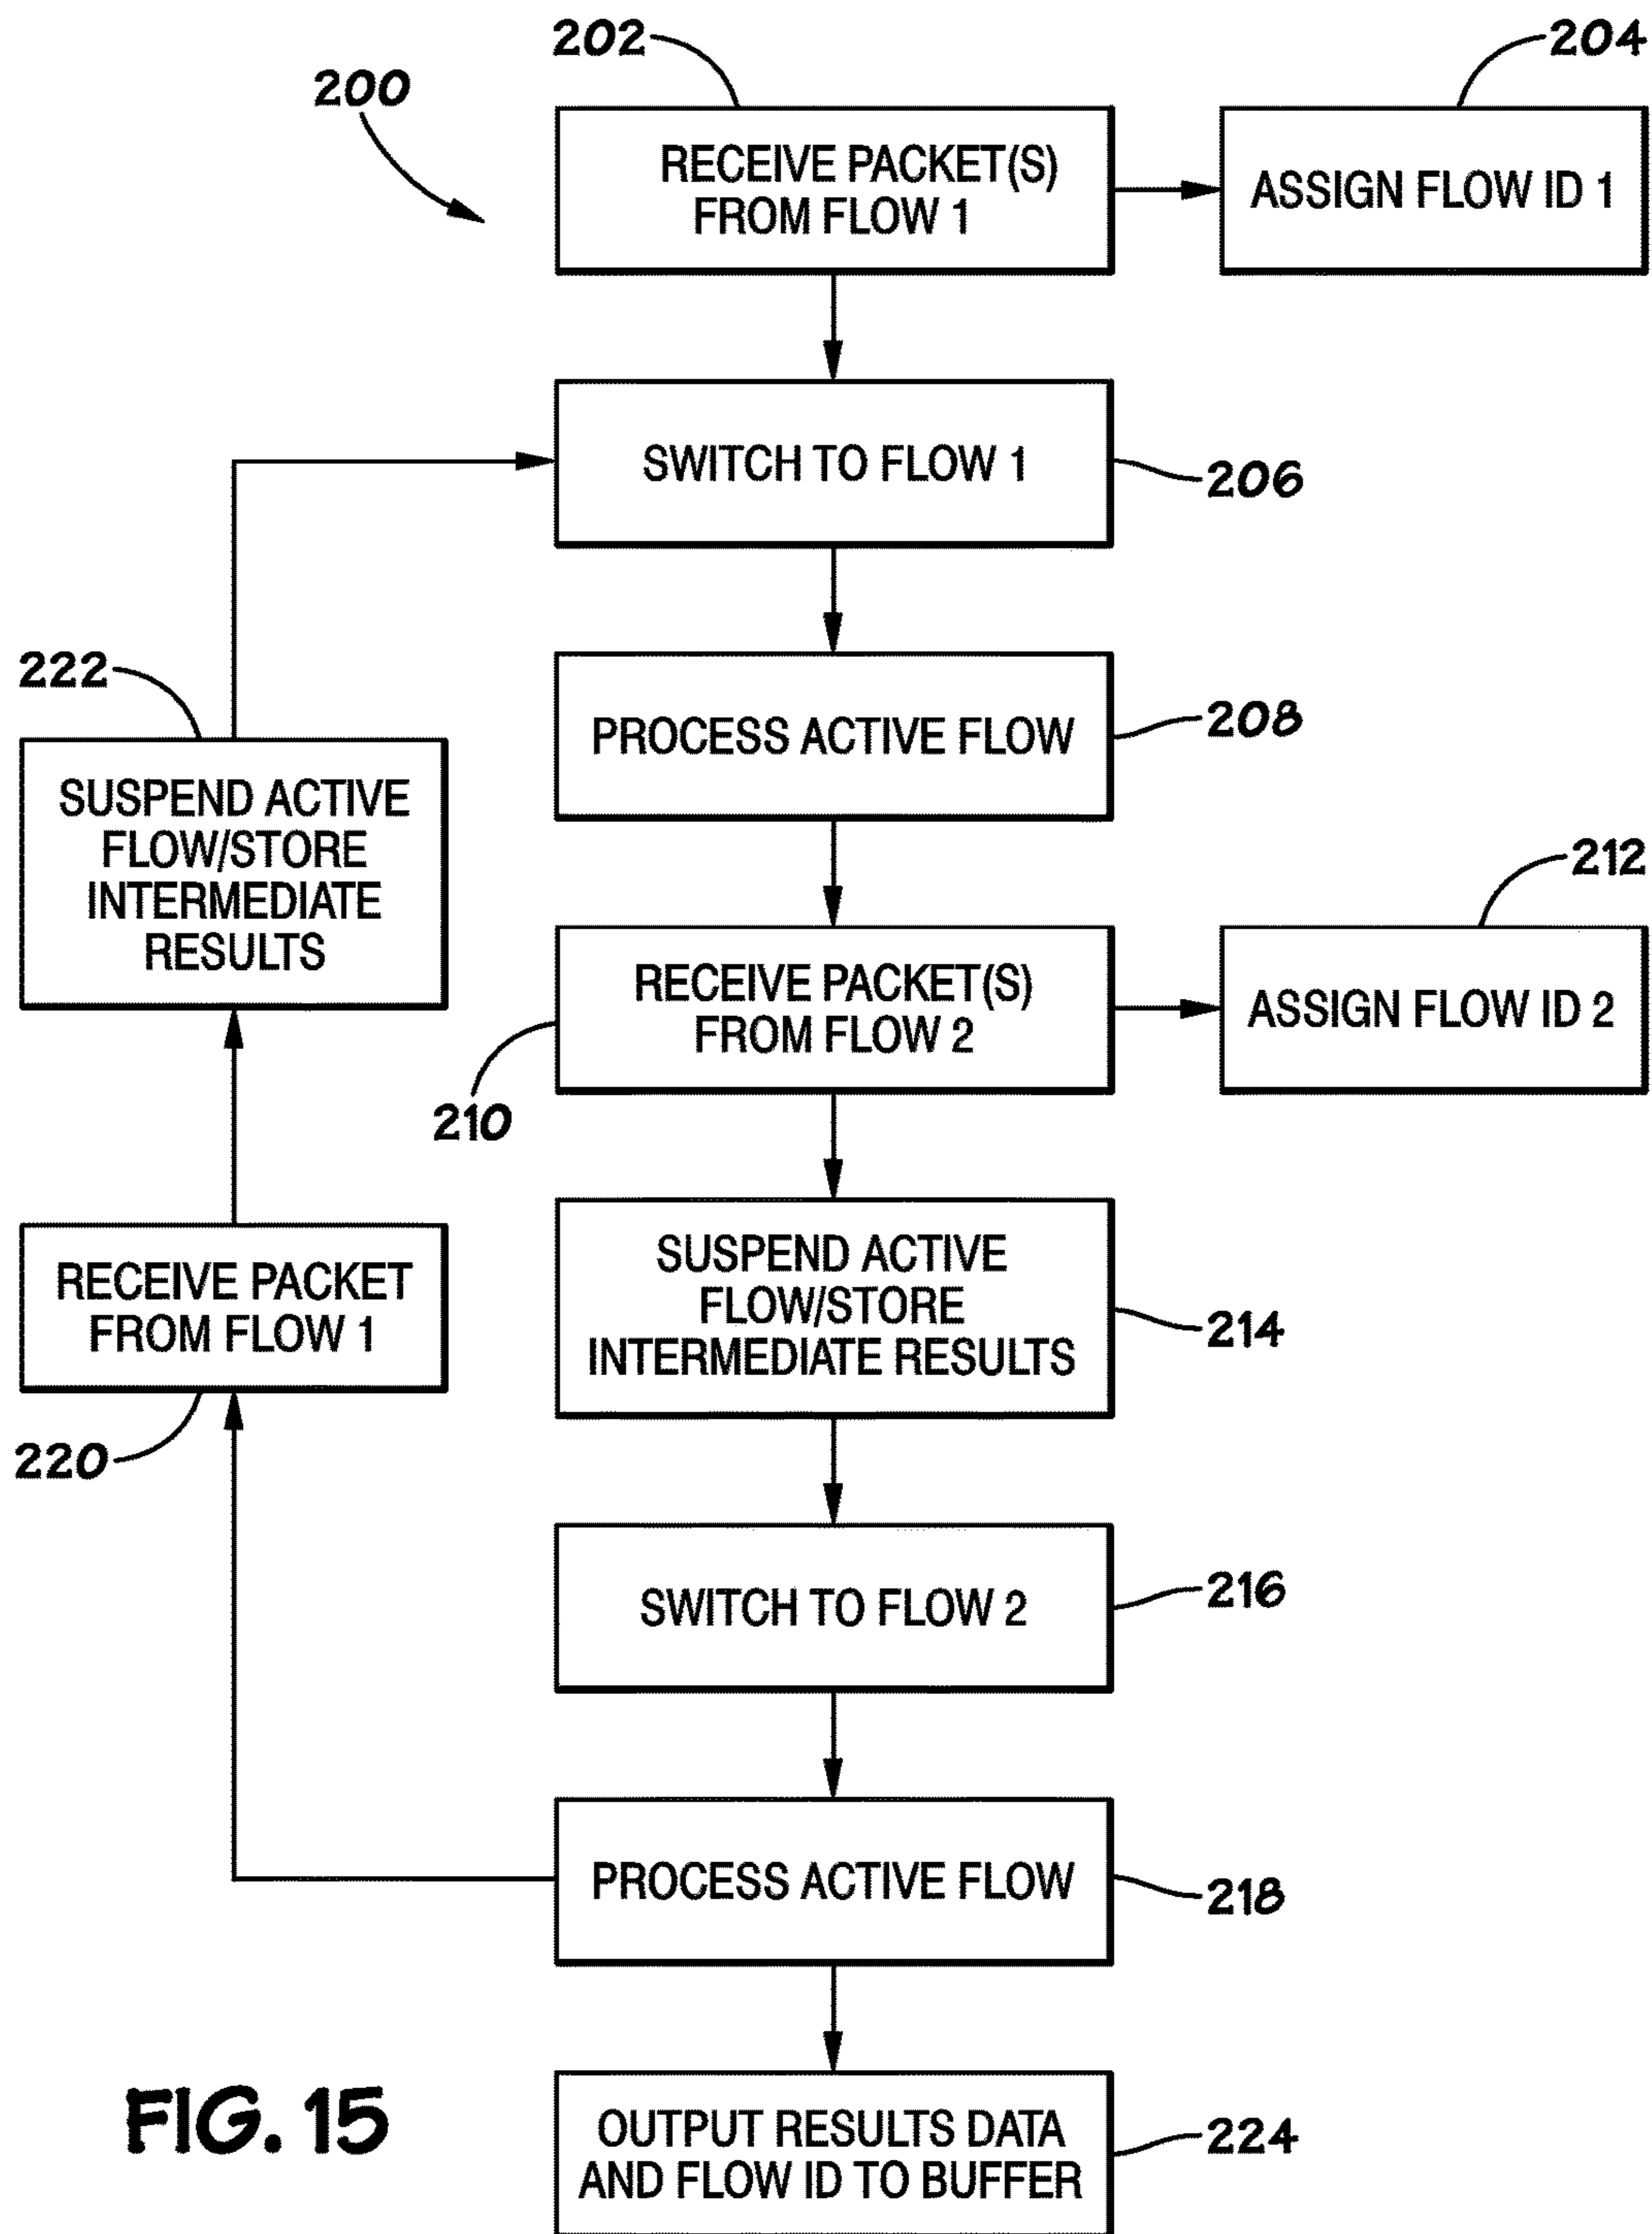 202
204
200
RECEIVE PACKET(S)
FROM FLOW 1
ASSIGN FLOW ID 1
SWITCH TO FLOW 1
206
222
PROCESS ACTIVE FLOW
208
SUSPEND ACTIVE
FLOW/STORE
INTERMEDIATE
RESULTS
212
RECEIVE PACKET(S)
FROM FLOW 2
ASSIGN FLOW ID 2
210
SUSPEND ACTIVE
FLOW/STORE
INTERMEDIATE RESULTS
214
RECEIVE PACKET
FROM FLOW 1
220
SWITCH TO FLOW 2
216
PROCESS ACTIVE FLOW
218
OUTPUT RESULTS DATA
AND FLOW ID TO BUFFER
224
FIG. 15